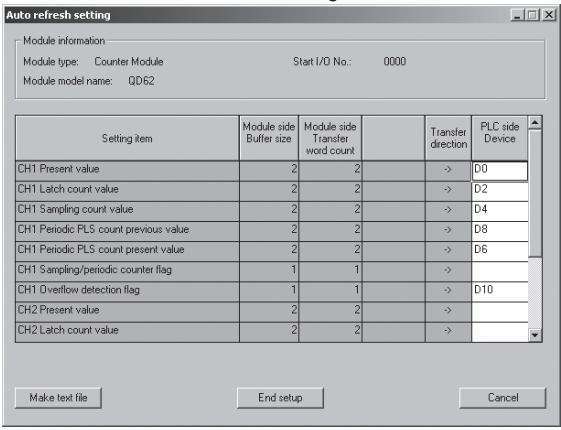 Auto refresh setting
Module information
Module type: Counter Module Start I/O No.: 0000
Module model name: QD62
Setting item Module side Buffer size Module side Transfer word count Transfer direction PLC side Device
CH1 Present value 2 2 -> D0
CH1 Latch count value 2 2 -> D2
CH1 Sampling count value 2 2 -> D4
CH1 Periodic PLS count previous value 2 2 -> D8
CH1 Periodic PLS count present value 2 2 -> D6
CH1 Sampling/periodic counter flag 1 1 ->
CH1 Overflow detection flag 1 1 -> D10
CH2 Present value 2 2 ->
CH2 Latch count value 2 2 ->
Make text file End setup Cancel